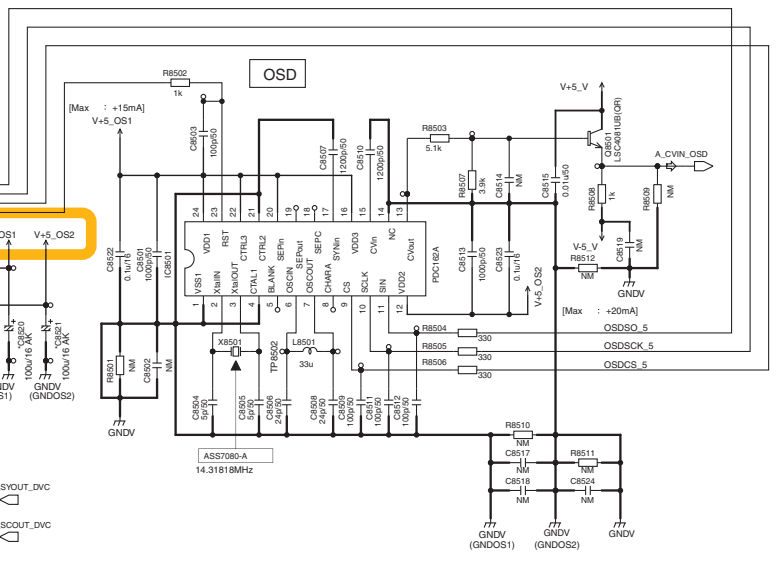 R8502
1k
OSD
[Max : +15mA]
V+5_OS1
C8503
100p/50
C8507
1200p/50
C8510
1200p/50
R8503
5.1k
V+5_V
Q8501
LSC4081UB(QR)
A_CVIN_OSD
R8507
3.9k
C8514
NM
C8515
0.01u/50
R8508
1k
R8509
NM
OS1
V+5_OS2
C8522
0.1u/16
C8501
1000p/50
IC8501
24 23 22 21 20 19 18 17 16 15 14 13
VDD1
RST
CTRL3
CTRL2
SEPin
SEPout
SEPC
SYNin
VDD3
CVin
NC
CVout
PDC162A
VSS1
XtalIN
XtalOUT
CTAL1
BLANK
OSCIN
OSCOUT
CHARA
CS
SCLK
SIN
VDD2
1 2 3 4 5 6 7 8 9 10 11 12
C8513
1000p/50
C8523
0.1u/16
V+5_OS2
V-5_V
C8519
NM
R8512
NM
GNDV
[Max : +20mA]
C8520
100u/16 AK
C8521
100u/16 AK
R8501
NM
C8502
NM
X8501
TP8502
L8501
33u
R8504
330
OSDSO_5
R8505
330
OSDSCK_5
R8506
330
OSDCS_5
NDV
S1)
GNDV
(GNDOS2)
GNDV
C8504
5p/50
C8505
5p/50
C8506
24p/50
C8508
24p/50
C8509
100p/50
C8511
100p/50
C8512
100p/50
ASS7080-A
14.31818MHz
R8510
NM
C8517
NM
R8511
NM
C8518
NM
C8524
NM
SYOUT_DVC
SCOUT_DVC
GNDV
(GNDOS1)
GNDV
(GNDOS2)
GNDV